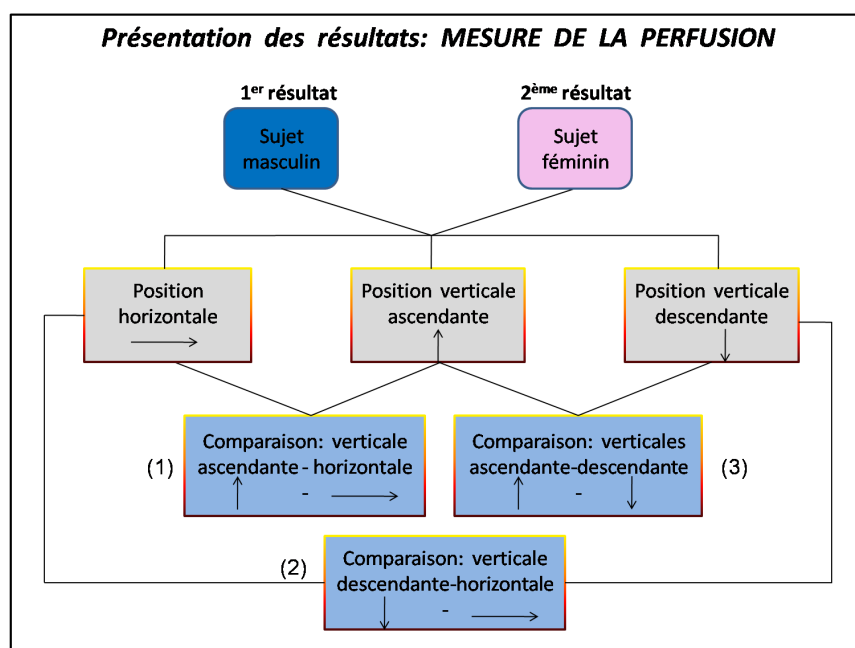 Présentation des résultats: MESURE DE LA PERFUSION
1er résultat
2ème résultat
Sujet
masculin
Sujet
féminin
Position
horizontale
Position verticale
ascendante
Position verticale
descendante
(1)
Comparaison: verticale
ascendante - horizontale
-
Comparaison: verticales
ascendante-descendante
-
(3)
(2)
Comparaison: verticale
descendante-horizontale
-